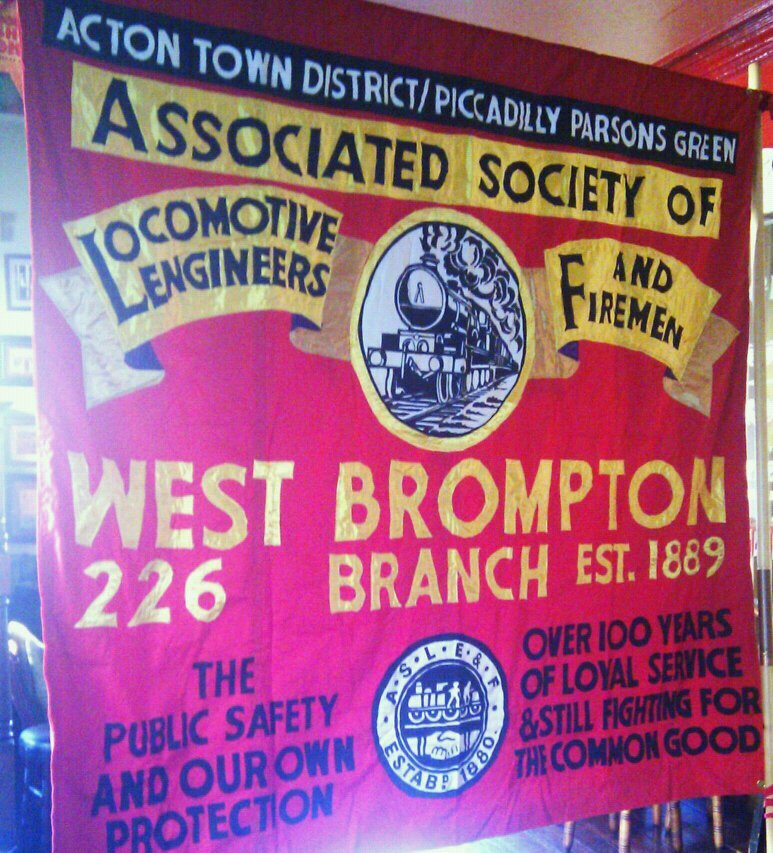 ACTON TOWN DISTRICT/PICCADILLY PARSONS GREEN
ASSOCIATED SOCIETY OF
LOCOMOTIVE
ENGINEERS
AND
FIREMEN
WEST BROMPTON
226 BRANCH EST. 1889
THE
PUBLIC SAFETY
AND OUR OWN
PROTECTION
A·S·L·E·&·F·
ESTABD 1880.
OVER 100 YEARS
OF LOYAL SERVICE
&STILL FIGHTING FOR
THE COMMON GOOD